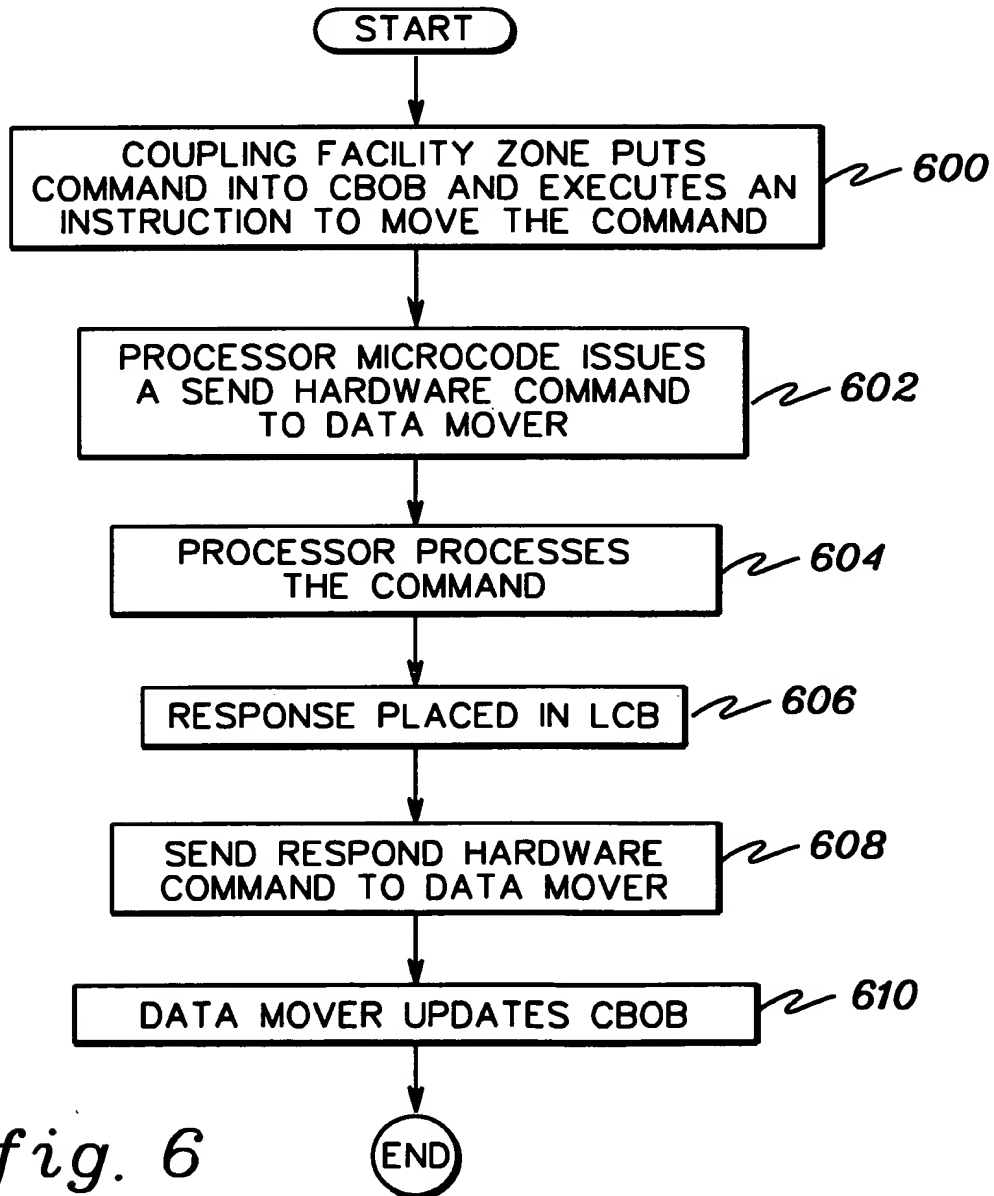 START
COUPLING FACILITY ZONE PUTS
COMMAND INTO CBOB AND EXECUTES AN
INSTRUCTION TO MOVE THE COMMAND
600
PROCESSOR MICROCODE ISSUES
A SEND HARDWARE COMMAND
TO DATA MOVER
602
PROCESSOR PROCESSES
THE COMMAND
604
RESPONSE PLACED IN LCB
606
SEND RESPOND HARDWARE
COMMAND TO DATA MOVER
608
DATA MOVER UPDATES CBOB
610
END
fig. 6